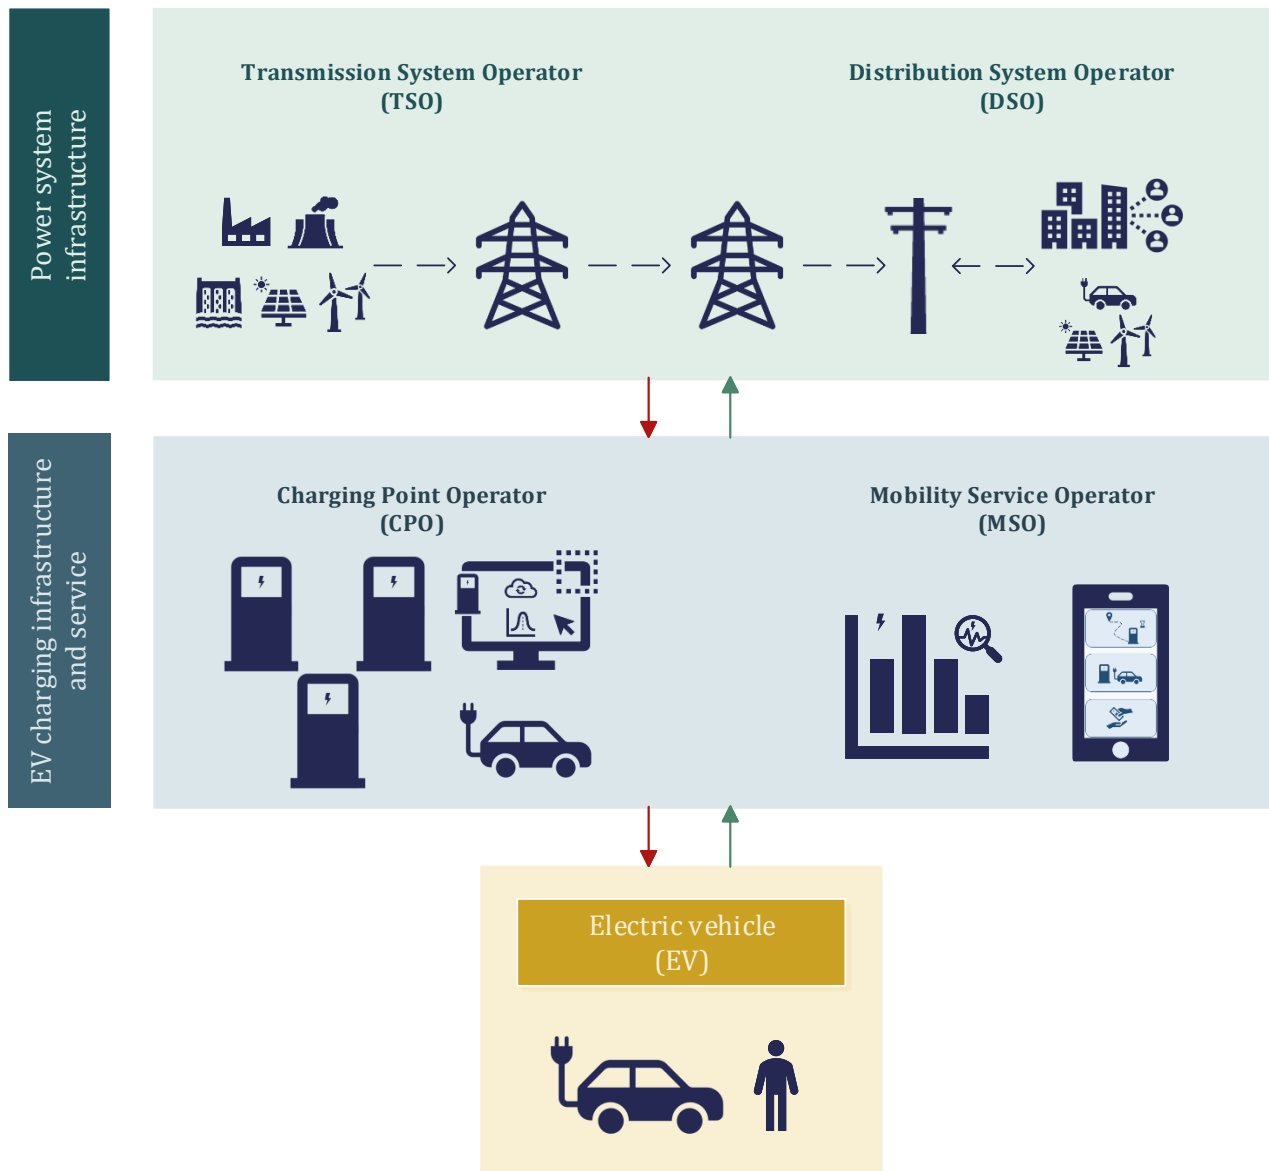 Power system
infrastructure
Transmission System Operator
(TSO)
Distribution System Operator
(DSO)
EV charging infrastructure
and service
Charging Point Operator
(CPO)
Mobility Service Operator
(MSO)
Electric vehicle
(EV)